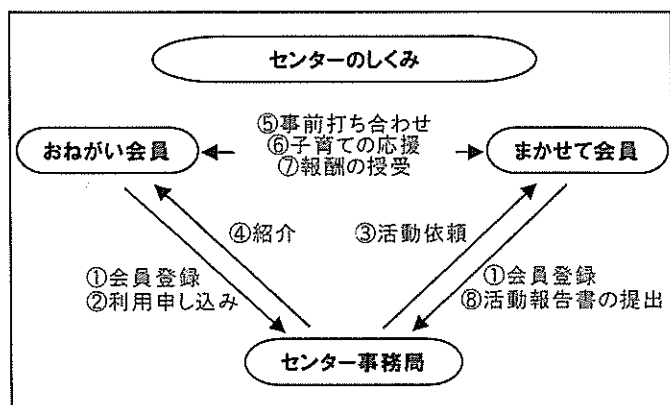 センターのしくみ
⑤事前打ち合わせ
おねがい会員
⑥子育ての応援
まかせて会員
⑦報酬の授受
④紹介
③活動依頼
①会員登録
②利用申し込み
①会員登録
⑧活動報告書の提出
センター事務局